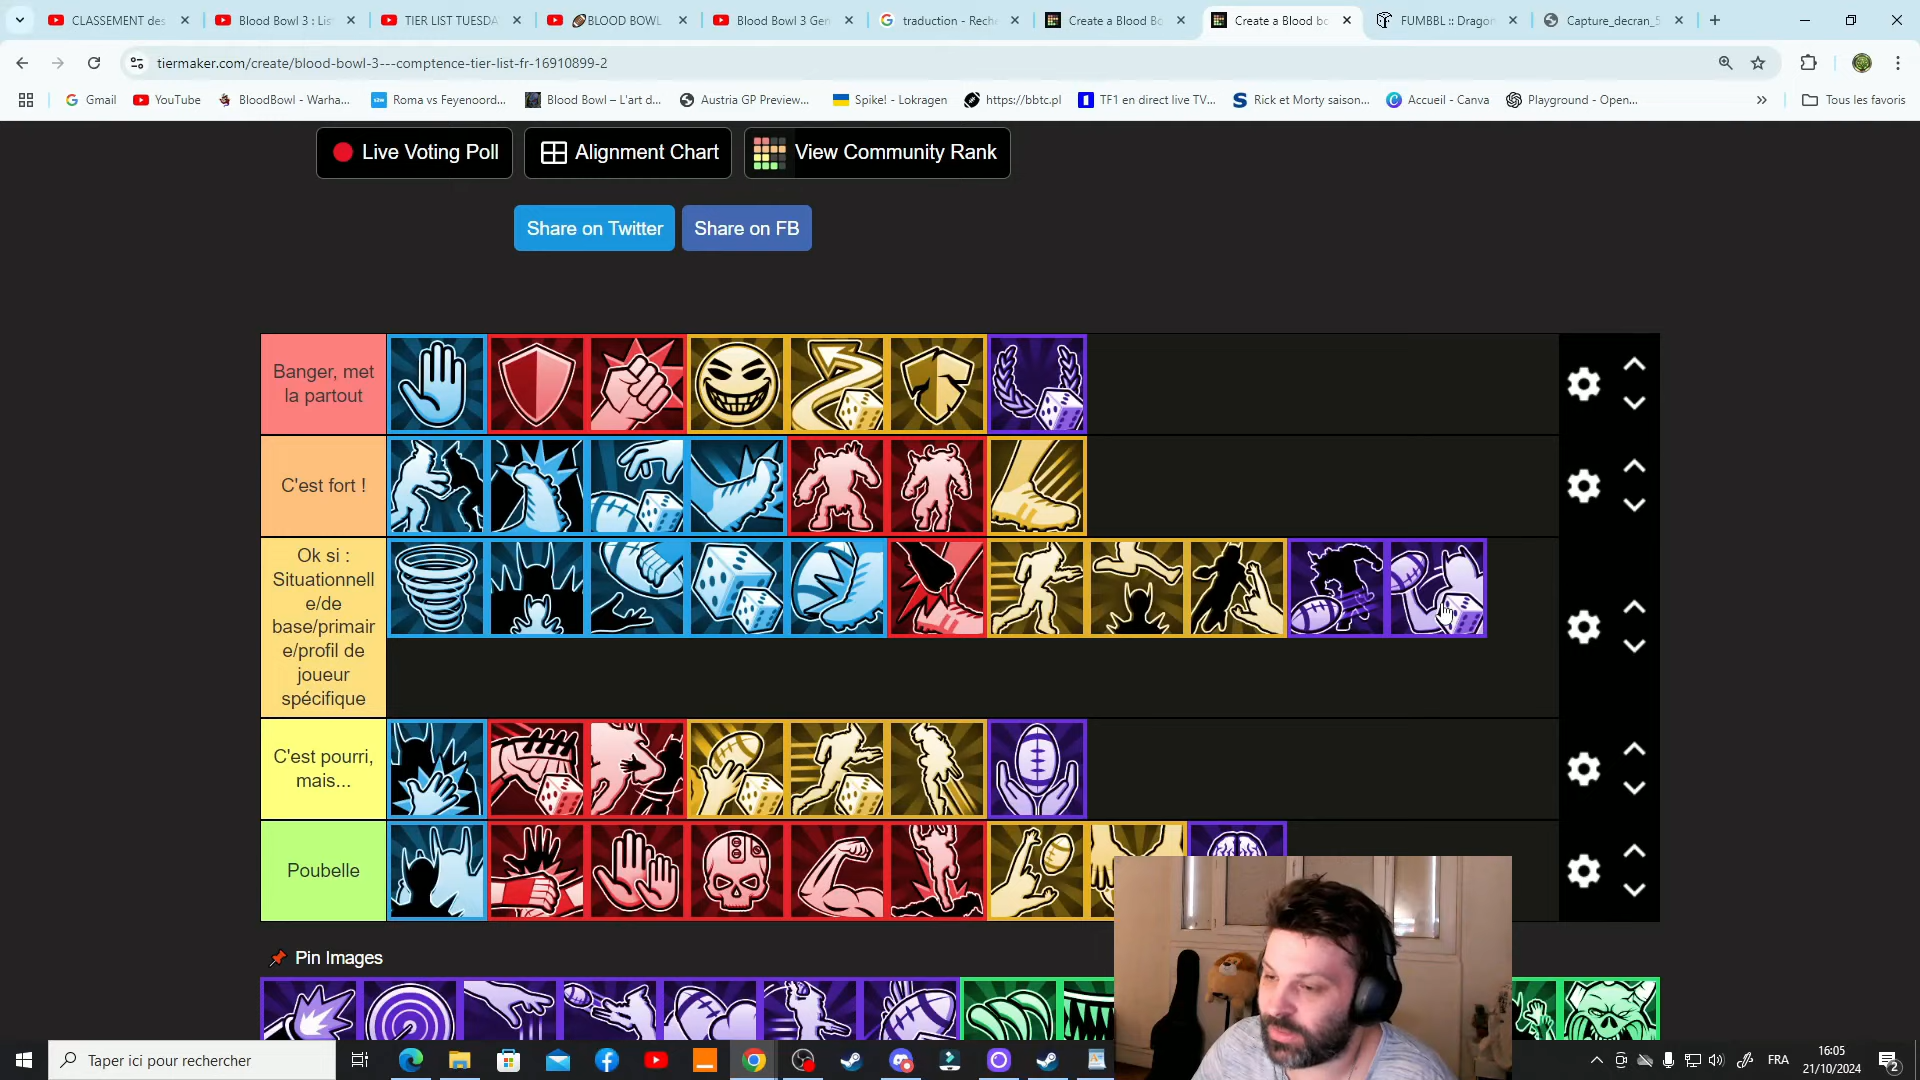 CLASSEMENT des
Blood Bowl 3 : List
TIER LIST TUESDA
🏈BLOOD BOWL
Blood Bowl 3 Gen
traduction - Rech
Create a Blood Bo
Create a Blood bo
FUMBBL :: Dragon
Capture_decran_5
tiermaker.com/create/blood-bowl-3---comptence-tier-list-fr-16910899-2
Gmail
YouTube
BloodBowl - Warha...
Roma vs Feyenoord...
Blood Bowl – L'art d...
Austria GP Preview...
Spike! - Lokragen
https://bbtc.pl
TF1 en direct live TV...
Rick et Morty saison...
Accueil - Canva
Playground - Open...
»
Tous les favoris
Live Voting Poll
Alignment Chart
View Community Rank
Share on Twitter
Share on FB
Banger, met
la partout
C'est fort !
Ok si :
Situationnell
e/de
base/primair
e/profil de
joueur
spécifique
C'est pourri,
mais...
Poubelle
Pin Images
Taper ici pour rechercher
FRA
16:05
21/10/2024
2